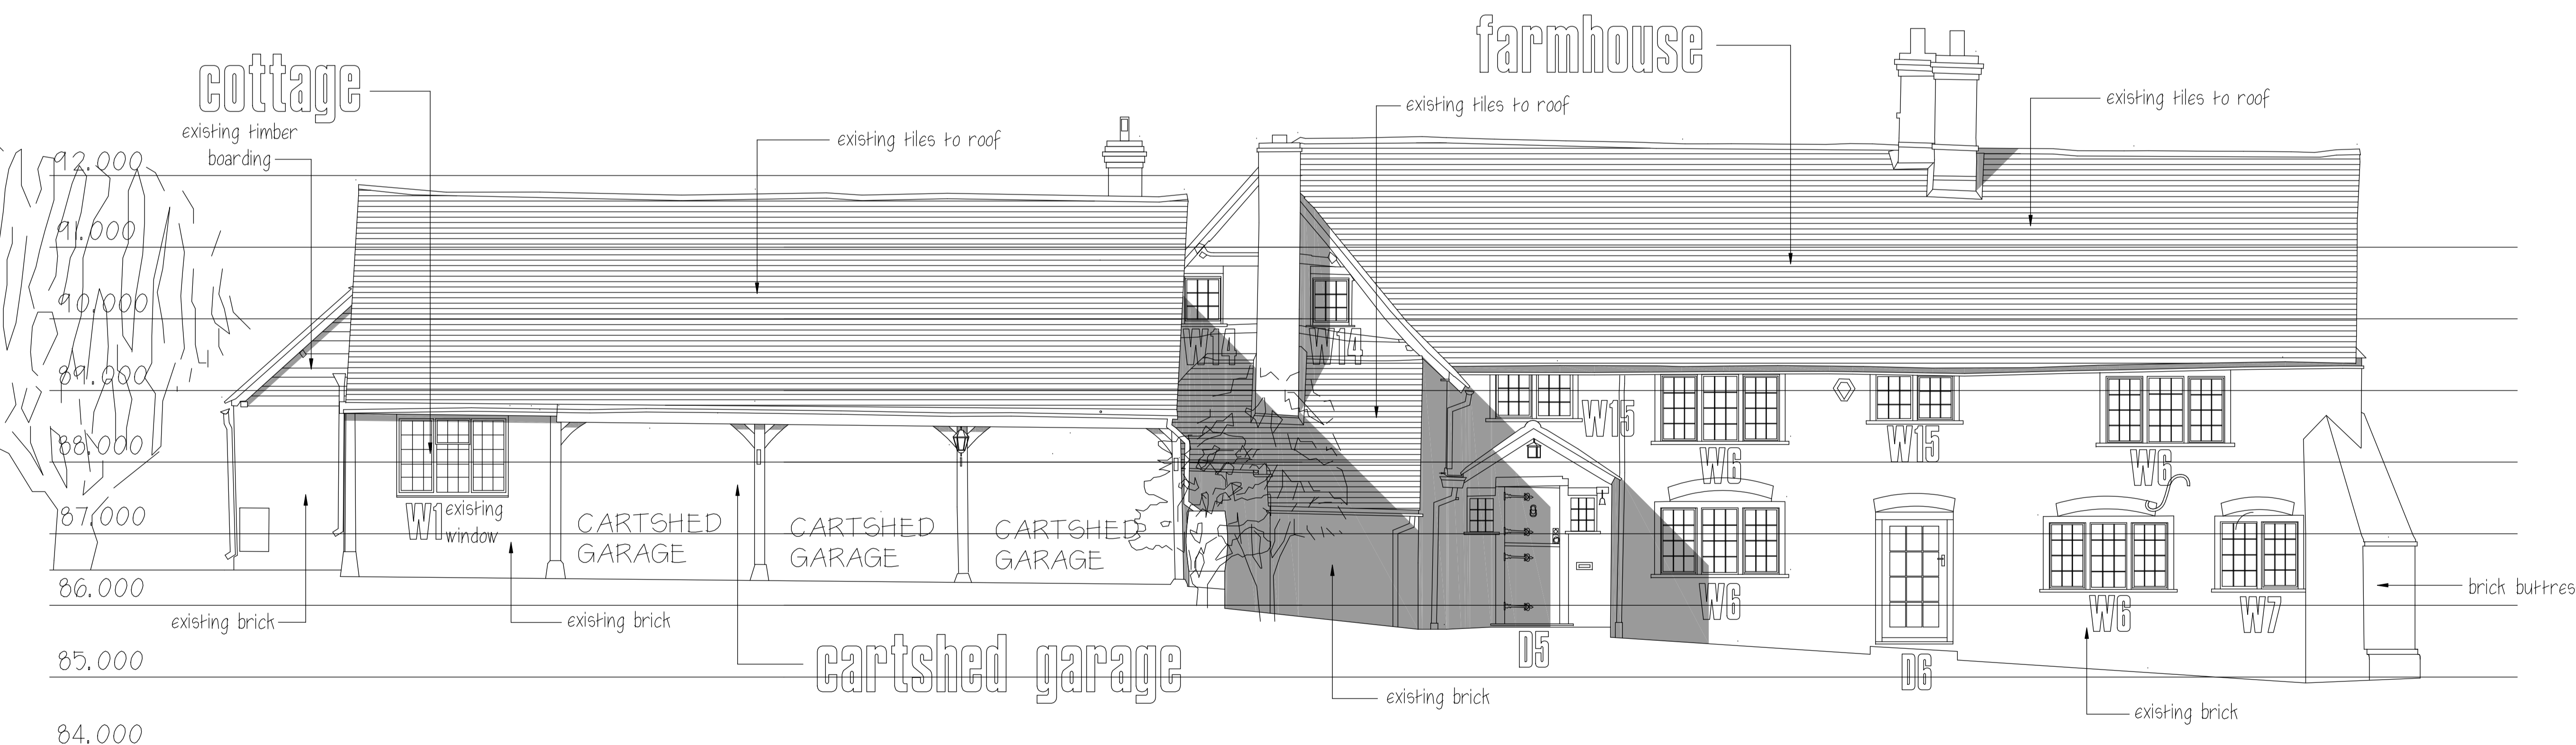 farmhouse
cottage
existing tiles to roof
existing tiles to roof
existing timber
boarding
existing tiles to roof
92.000
91.000
90.000
89.000
88.000
87.000
86.000
85.000
84.000
W14
W14
W15
W6
W15
W6
W1
existing
window
CARTSHED
GARAGE
CARTSHED
GARAGE
CARTSHED
GARAGE
W6
W6
W7
D5
D6
brick buttres
existing brick
existing brick
cartshed garage
existing brick
existing brick